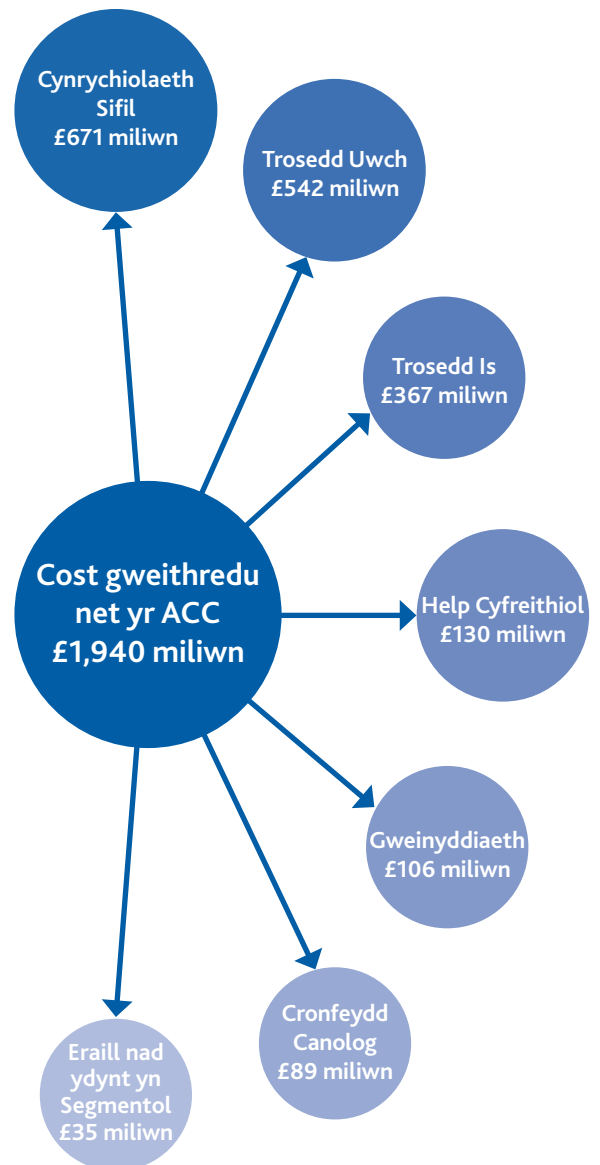 Cynrychiolaeth
Sifil
£671 miliwn
Trosedd Uwch
£542 miliwn
Trosedd Is
£367 miliwn
Cost gweithredu
net yr ACC
£1,940 miliwn
Help Cyfreithiol
£130 miliwn
Gweinyddiaeth
£106 miliwn
Cronfeydd
Canolog
£89 miliwn
Eraill nad
ydynt yn
Segmentol
£35 miliwn